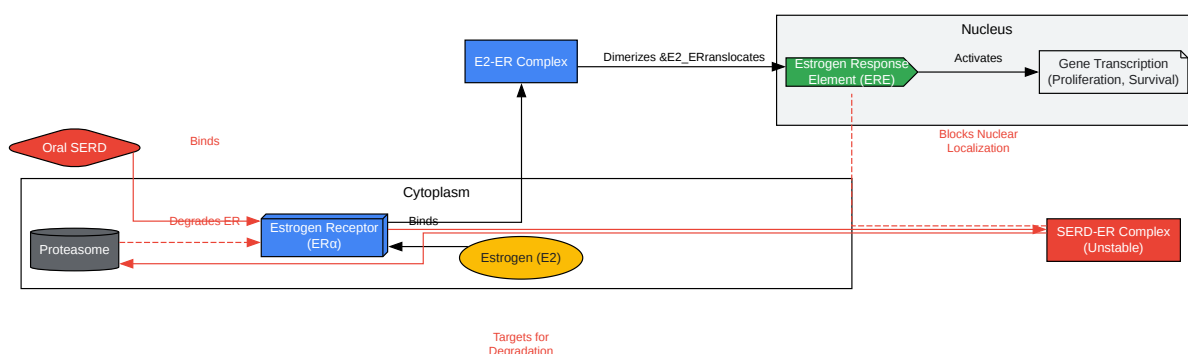 Nucleus
E2-ER Complex
Dimerizes &E2_ERranslocates
Estrogen Response
Element (ERE)
Activates
Gene Transcription
(Proliferation, Survival)
Oral SERD
Binds
Blocks Nuclear
Localization
Cytoplasm
Degrades ER
Estrogen Receptor
(ERα)
Binds
Proteasome
Estrogen (E2)
SERD-ER Complex
(Unstable)
Targets for
Degradation